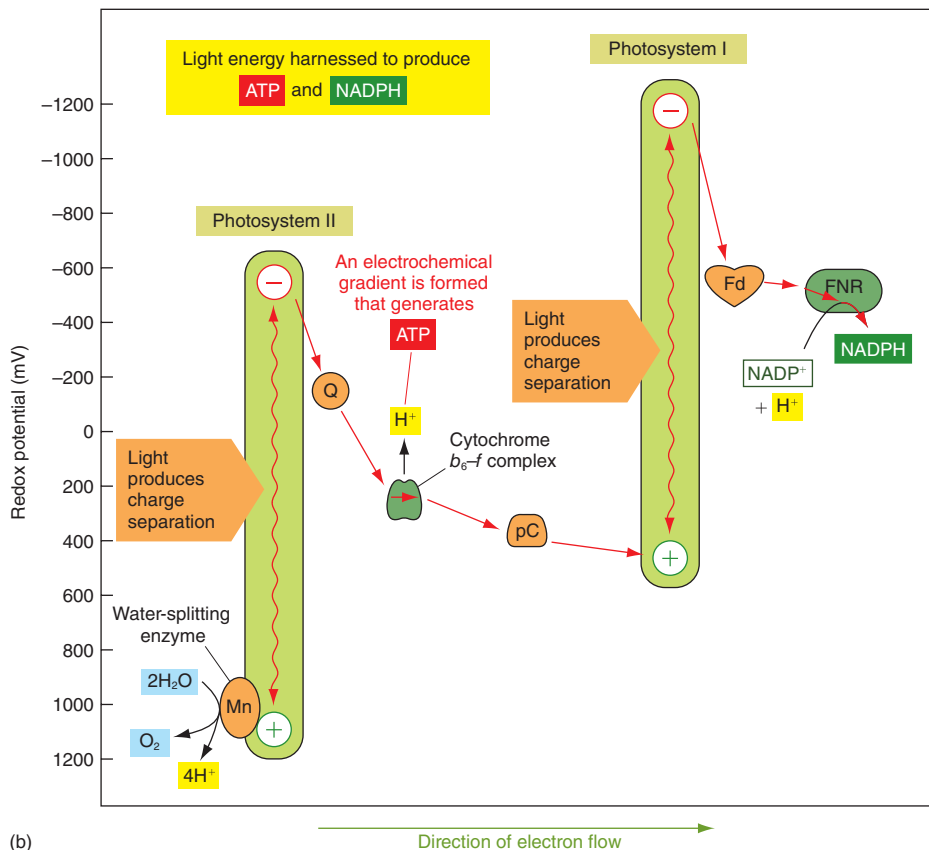 Light energy harnessed to produce
ATP and NADPH
Photosystem I
−1200
−1000
−800
−600
−400
−200
0
200
400
600
800
1000
1200
Redox potential (mV)
Photosystem II
−
−
An electrochemical
gradient is formed
that generates
ATP
H⁺
Q
Cytochrome
b₆–f complex
pC
Light
produces
charge
separation
Light
produces
charge
separation
Fd
FNR
NADPH
NADP⁺
+ H⁺
+
Water-splitting
enzyme
2H₂O
Mn
+
O₂
4H⁺
(b)
Direction of electron flow